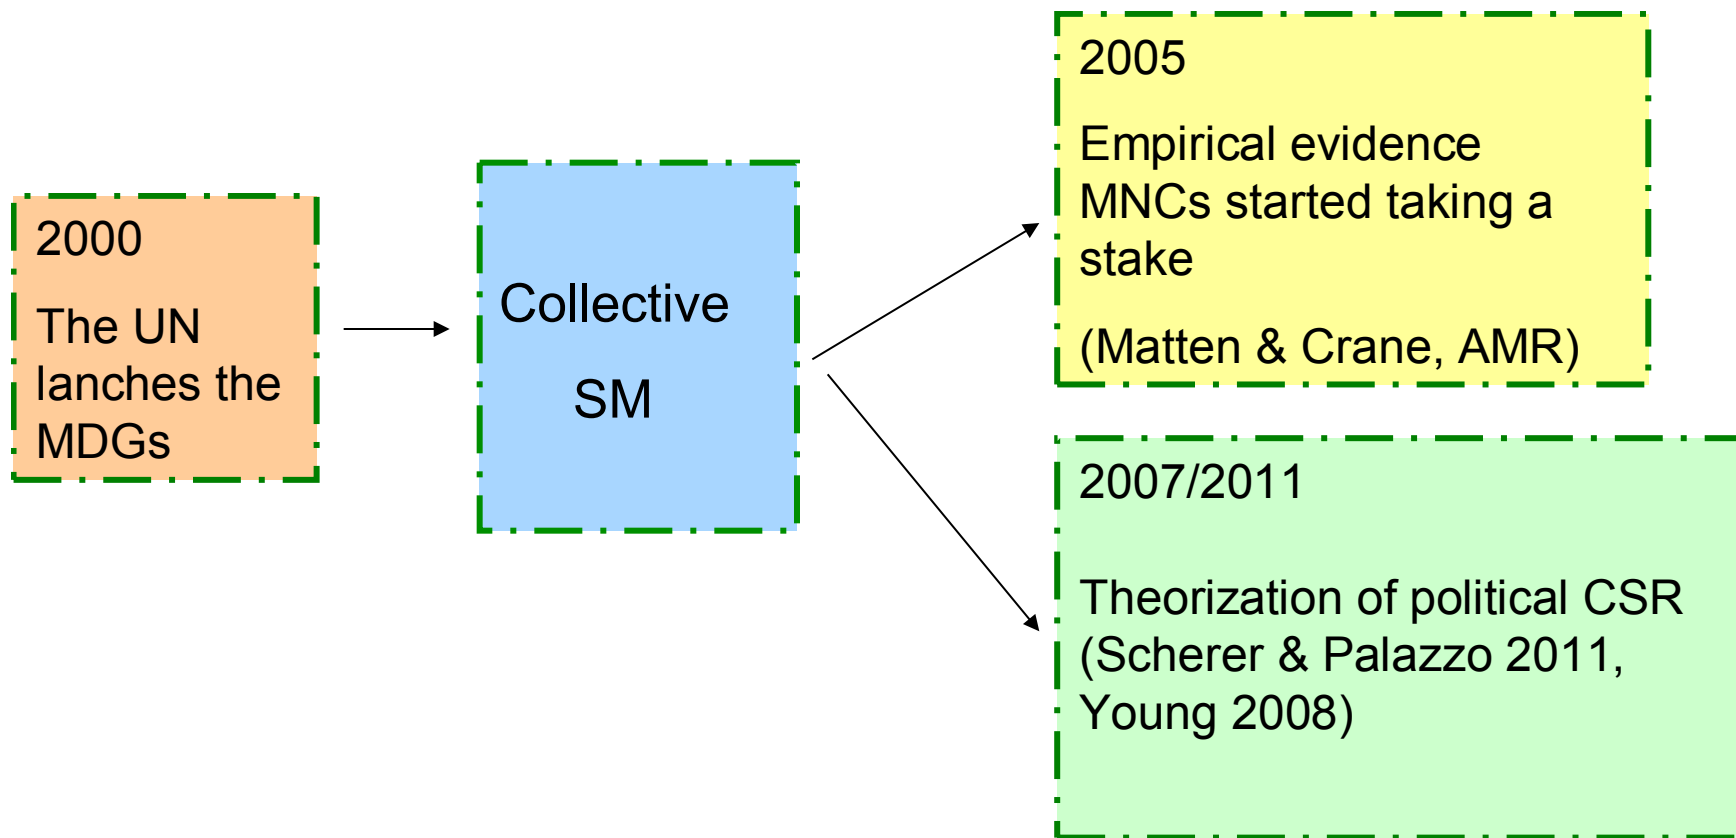 2000
The UN
lanches the
MDGs
Collective
SM
2005
Empirical evidence
MNCs started taking a
stake
(Matten & Crane, AMR)
2007/2011
Theorization of political CSR
(Scherer & Palazzo 2011,
Young 2008)